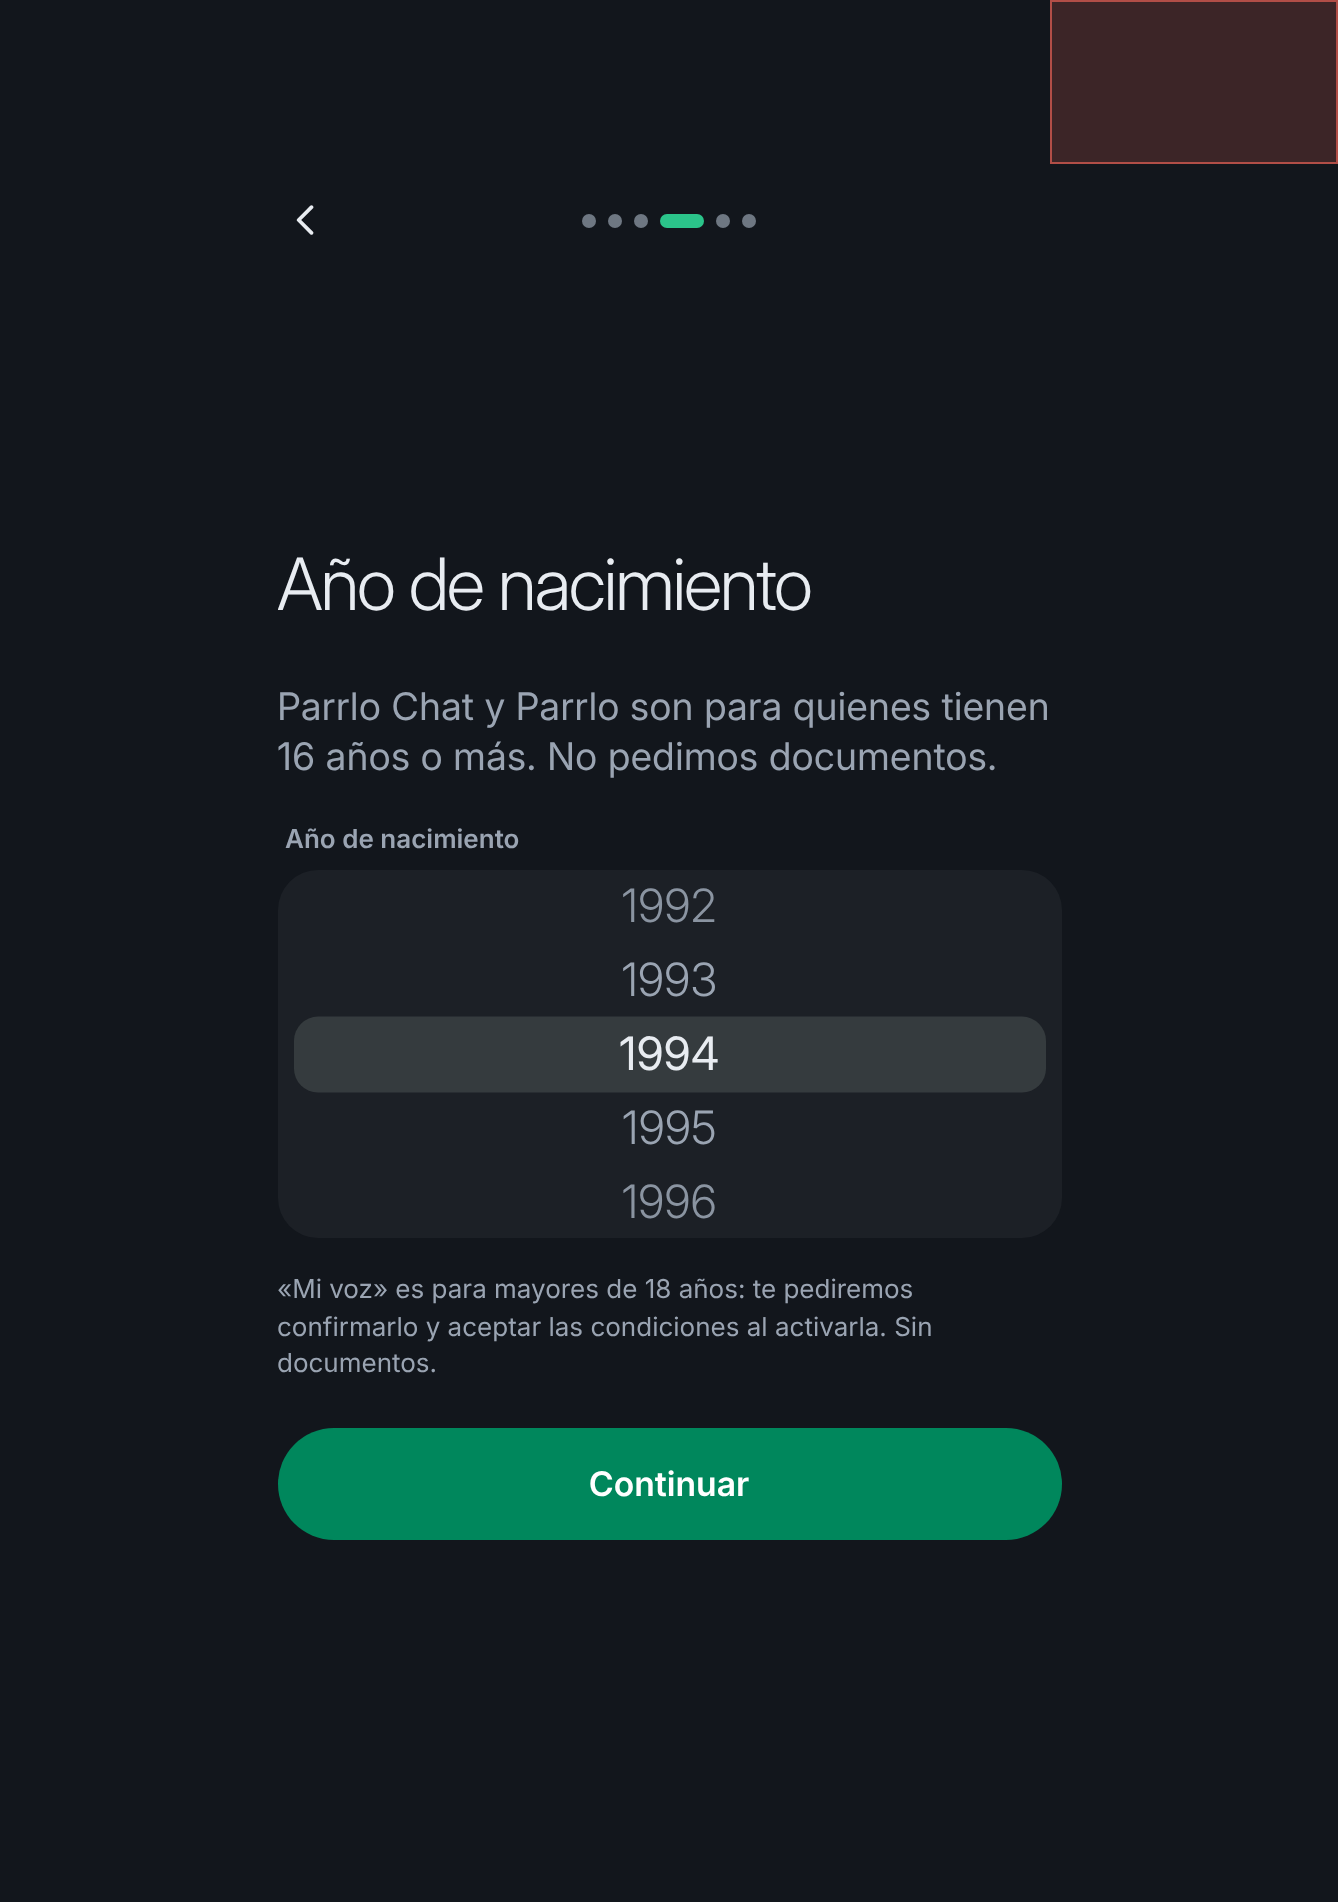 Año de nacimiento
Parrlo Chat y Parrlo son para quienes tienen
16 años o más. No pedimos documentos.
Año de nacimiento
1992
1993
1994
1995
1996
«Mi voz» es para mayores de 18 años: te pediremos
confirmarlo y aceptar las condiciones al activarla. Sin
documentos.
Continuar